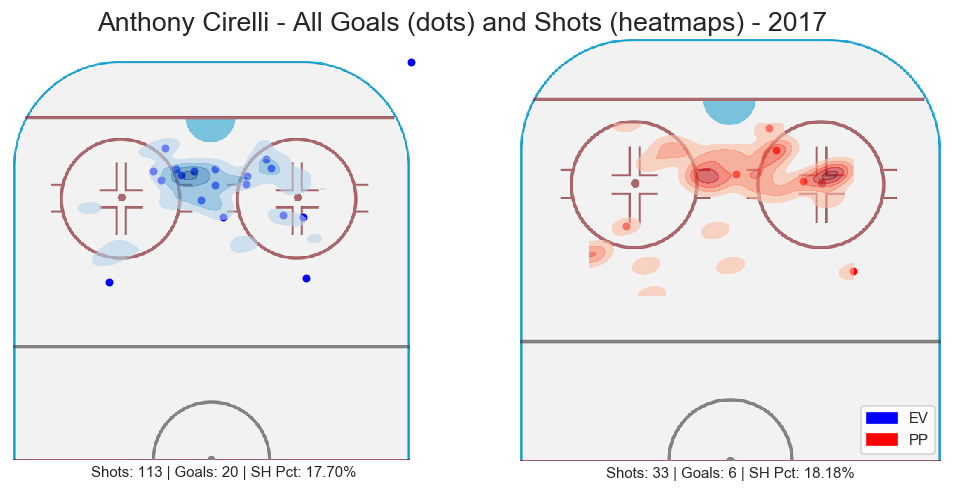 Anthony Cirelli - All Goals (dots) and Shots (heatmaps) - 2017
EV
PP
Shots: 113 | Goals: 20 | SH Pct: 17.70%
Shots: 33 | Goals: 6 | SH Pct: 18.18%